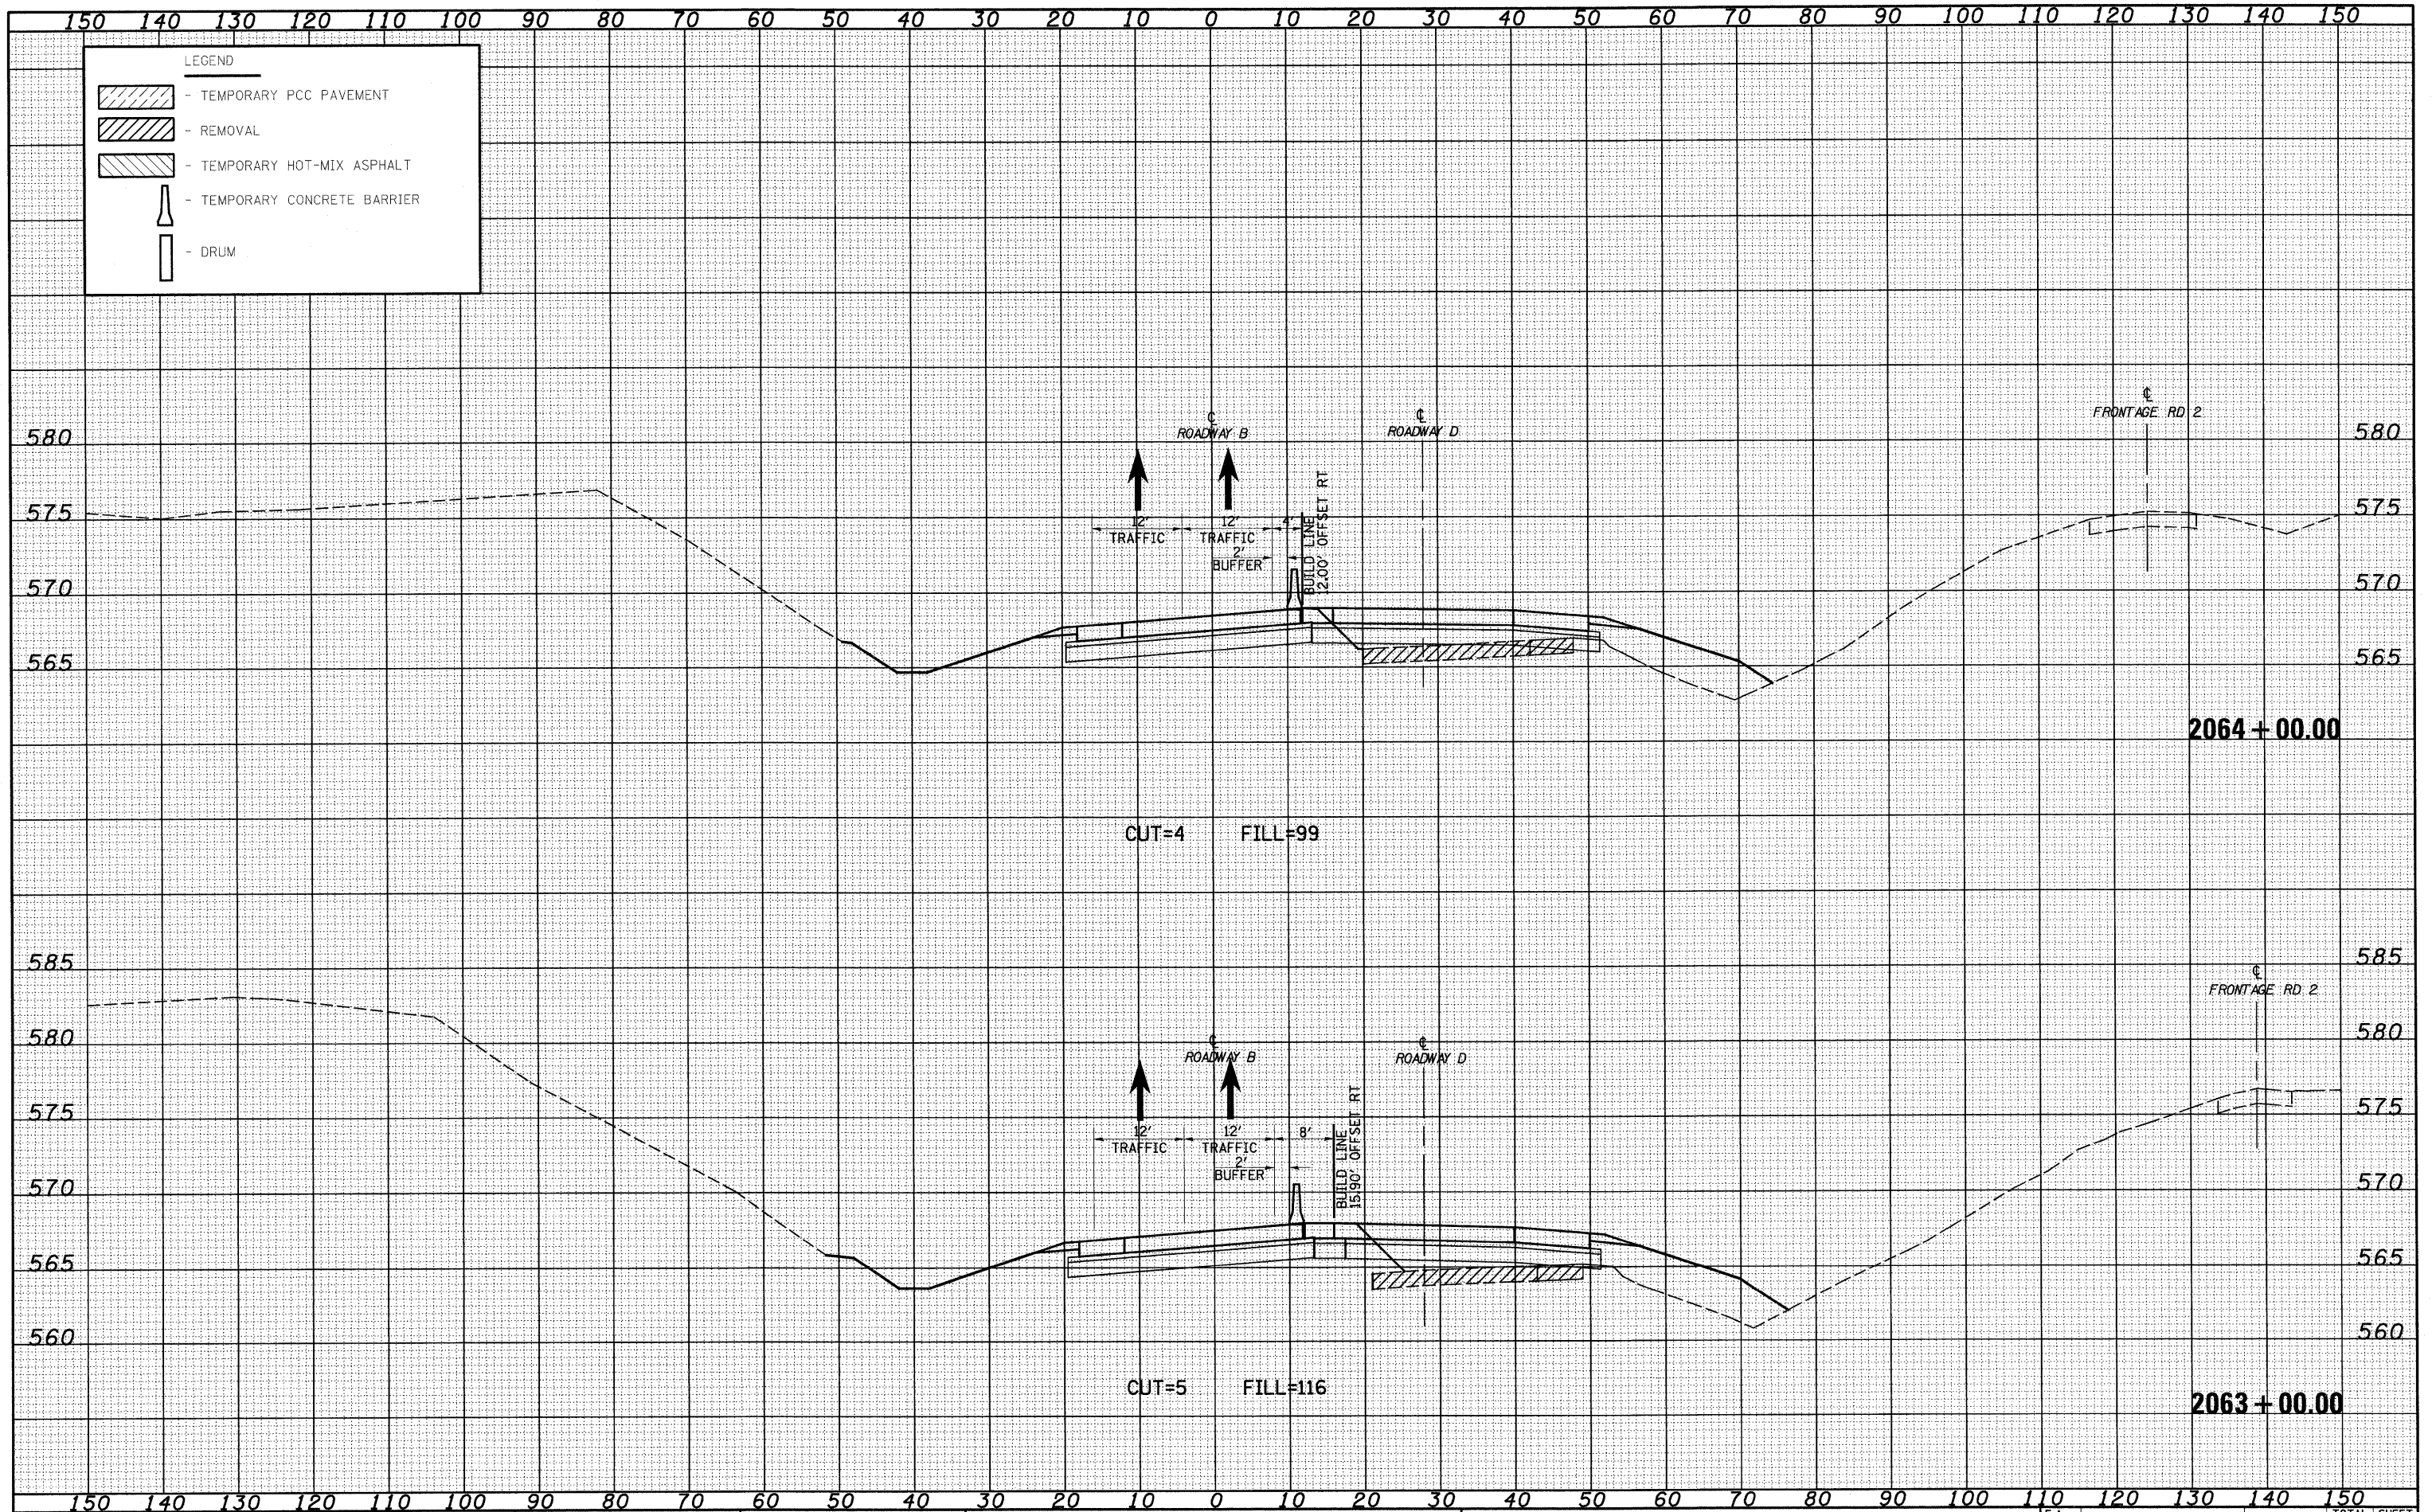 150 140 130 120 110 100 90 80 70 60 50 40 30 20 10 0 10 20 30 40 50 60 70 80 90 100 110 120 130 140 150
LEGEND
- TEMPORARY PCC PAVEMENT
- REMOVAL
- TEMPORARY HOT-MIX ASPHALT
- TEMPORARY CONCRETE BARRIER
- DRUM
℄
FRONTAGE RD 2
℄
ROADWAY B
℄
ROADWAY D
580 580
575 575
12' 12' 4'
TRAFFIC TRAFFIC
2'
BUFFER
BUILD LINE
12.00' OFFSET RT
570 570
565 565
2064+00.00
CUT=4 FILL=99
585 585
℄
FRONTAGE RD 2
580 580
℄
ROADWAY B
℄
ROADWAY D
575 575
12' 12' 8'
TRAFFIC TRAFFIC
2'
BUFFER
BUILD LINE
15.90' OFFSET RT
570 570
565 565
560 560
CUT=5 FILL=116
2063+00.00
150 140 130 120 110 100 90 80 70 60 50 40 30 20 10 0 10 20 30 40 50 60 70 80 90 100 110 120 130 140 150
TOTAL SHEET